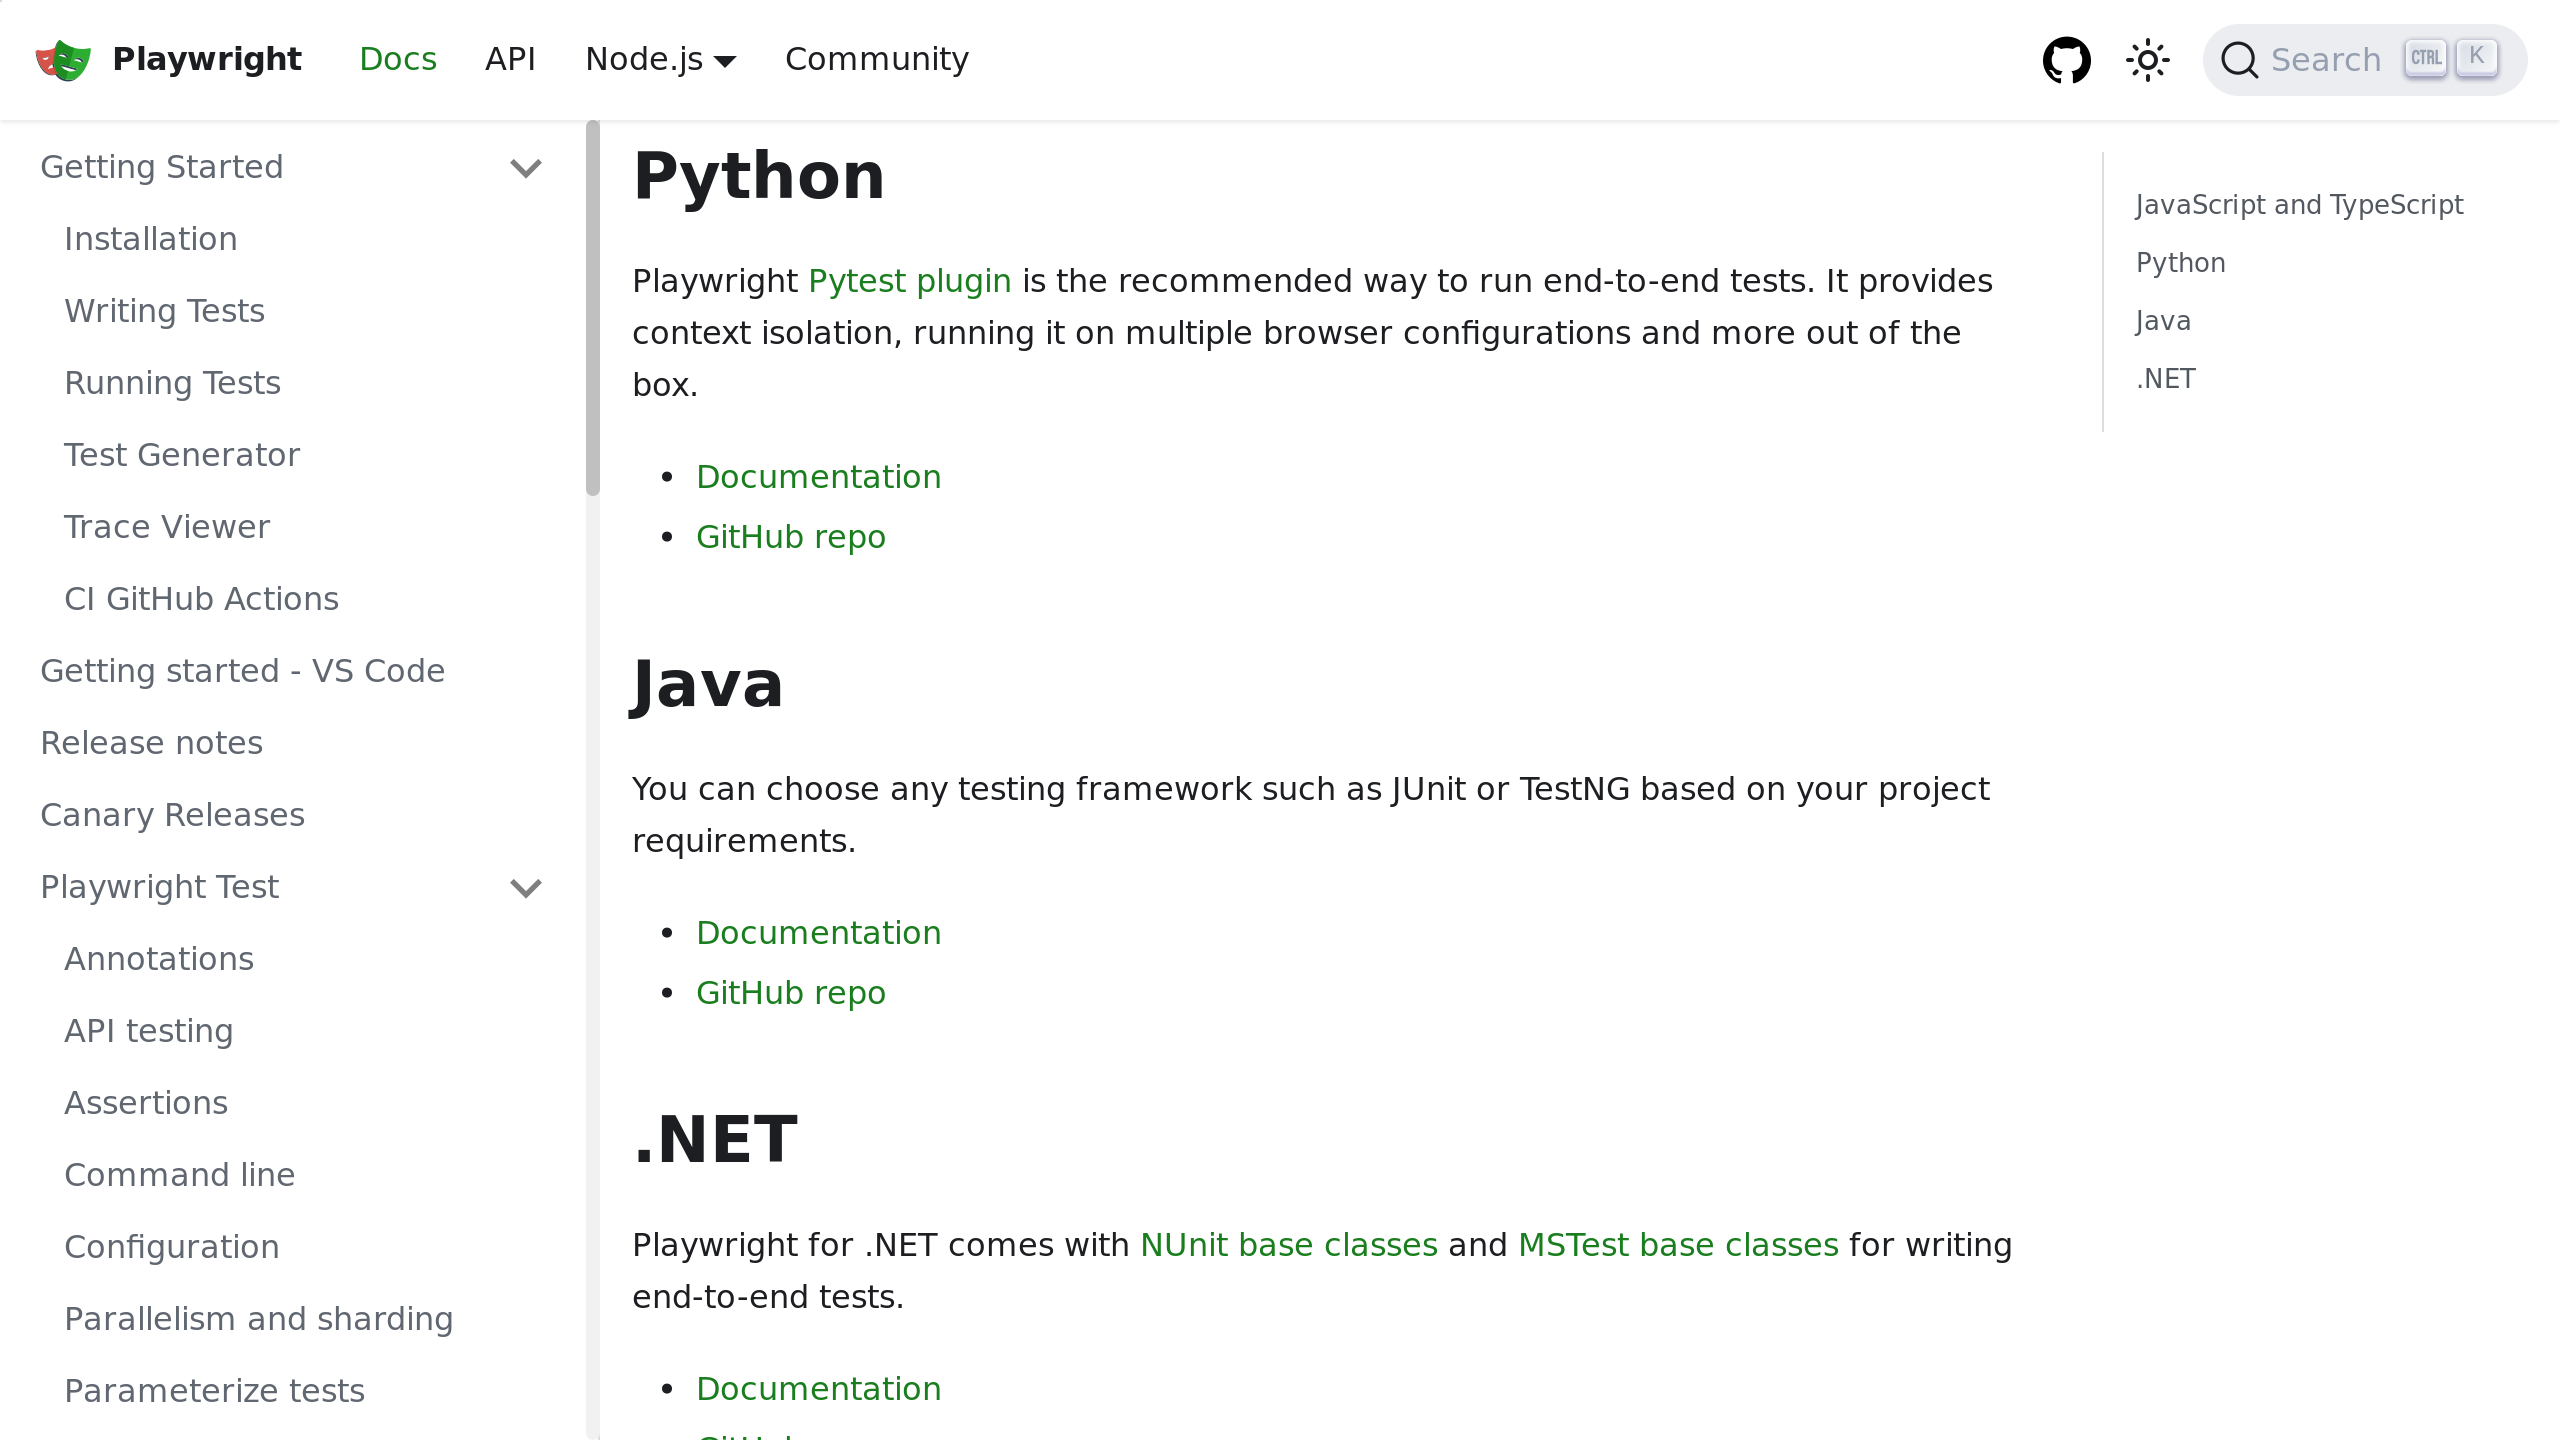 Playwright
Docs
API
Node.js
Community
Search
CTRL
K
Getting Started
Installation
Writing Tests
Running Tests
Test Generator
Trace Viewer
CI GitHub Actions
Getting started - VS Code
Release notes
Canary Releases
Playwright Test
Annotations
API testing
Assertions
Command line
Configuration
Parallelism and sharding
Parameterize tests
Python
Playwright Pytest plugin is the recommended way to run end-to-end tests. It provides
context isolation, running it on multiple browser configurations and more out of the
box.
• Documentation
• GitHub repo
Java
You can choose any testing framework such as JUnit or TestNG based on your project
requirements.
• Documentation
• GitHub repo
.NET
Playwright for .NET comes with NUnit base classes and MSTest base classes for writing
end-to-end tests.
• Documentation
JavaScript and TypeScript
Python
Java
.NET